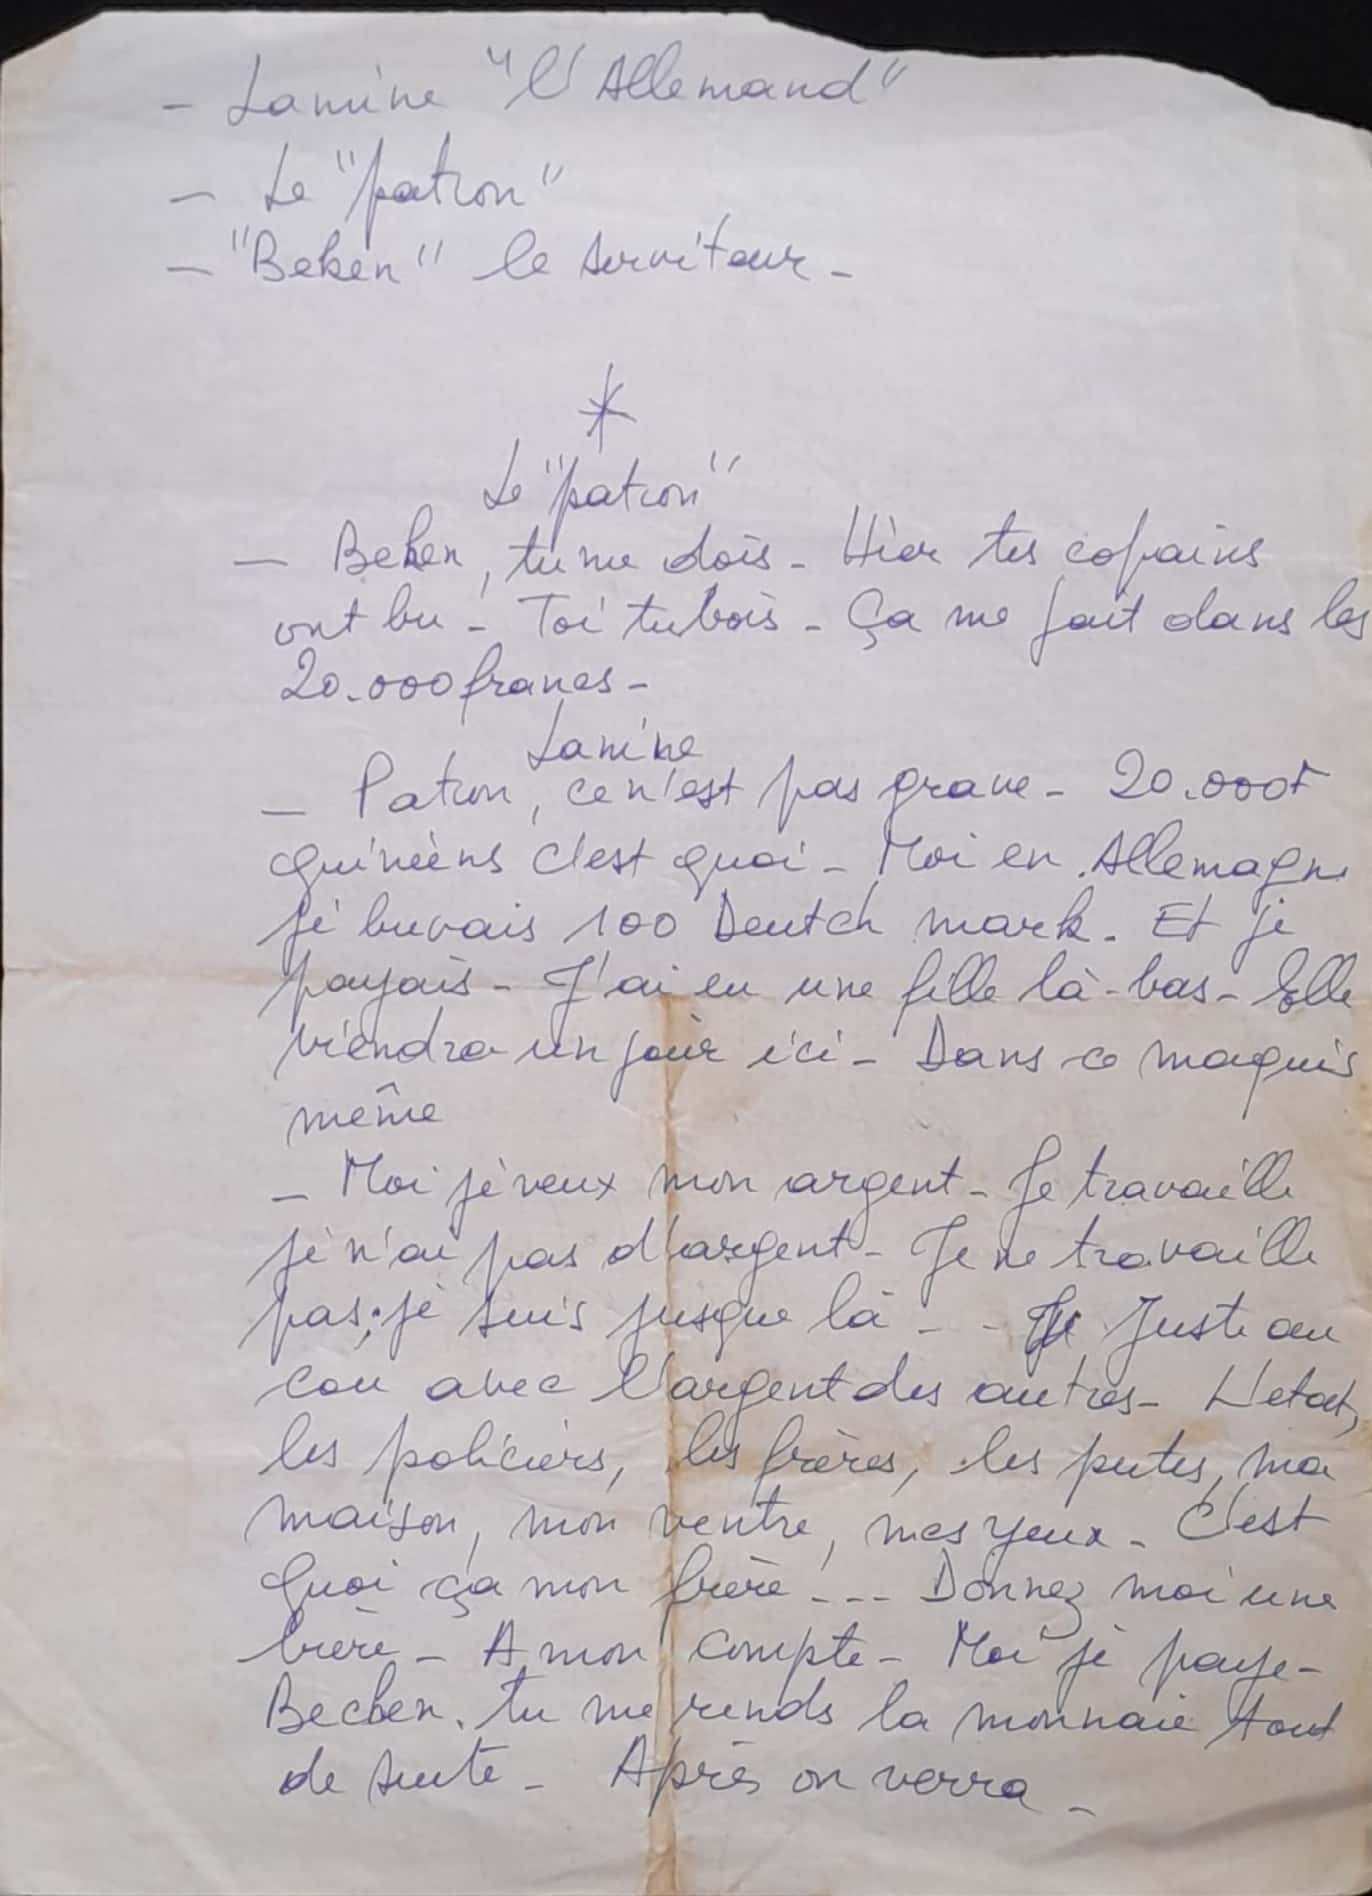 - Lamine "l'Allemand"
- Le "patron"
- "Beken" le serviteur -
*
Le "patron"
- Beken, tu me dois - Hier tes copains
ont bu - Toi tu bois - Ça me fait dans les
20.000 francs -
Lamine
- Patron, ce n'est pas grave - 20.000F
guinéens c'est quoi - Moi en Allemagne
je buvais 100 Deutch mark. Et je
payais - J'ai eu une fille là-bas - Elle
viendra un jour ici - Dans ce maquis
même
- Moi je veux mon argent - Je travaille
je n'ai pas d'argent - Je ne travaille
pas, je suis jusque là - - Juste au
cou avec l'argent des autres - L'etat,
les policiers, les frères, les putes, ma
maison, mon ventre, mes yeux - C'est
quoi ça mon frère ! --- Donnez moi une
bière - A mon compte - Moi je paye -
Becken, tu me rends la monnaie tout
de suite - Après on verra -